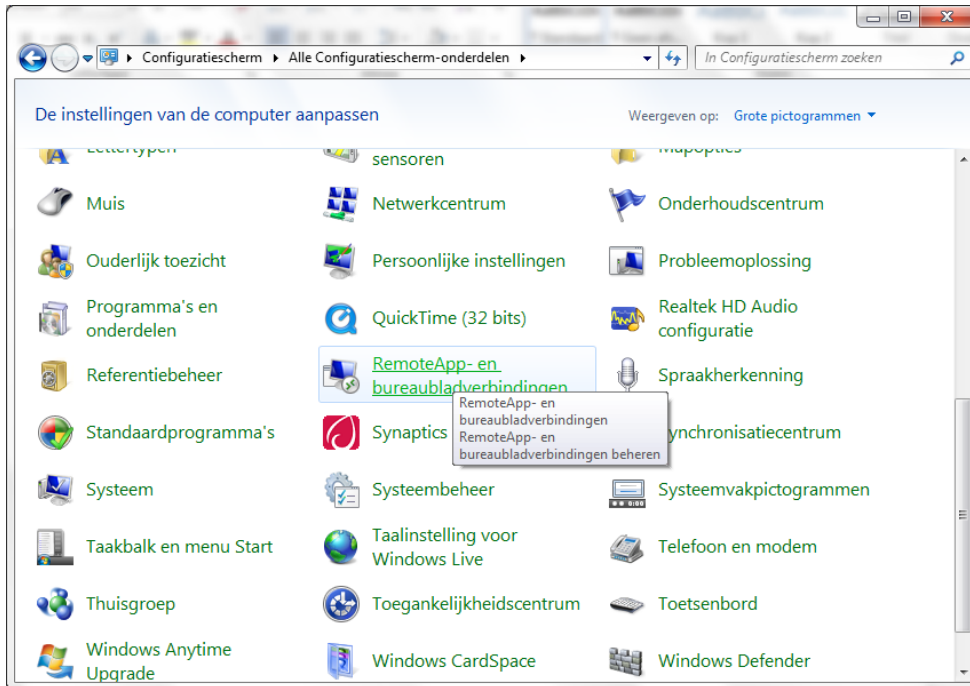 Configuratiescherm Alle Configuratiescherm-onderdelen In Configuratiescherm zoeken
De instellingen van de computer aanpassen Weergeven op: Grote pictogrammen
Lettertypen sensoren Mapopties
Muis Netwerkcentrum Onderhoudscentrum
Ouderlijk toezicht Persoonlijke instellingen Probleemoplossing
Programma's en
onderdelen
QuickTime (32 bits)
Realtek HD Audio
configuratie
Referentiebeheer
RemoteApp- en
bureaubladverbindingen
Spraakherkenning
RemoteApp- en
bureaubladverbindingen
RemoteApp- en
bureaubladverbindingen beheren
Standaardprogramma's Synaptics ynchronisatiecentrum
Systeem Systeembeheer Systeemvakpictogrammen
Taakbalk en menu Start
Taalinstelling voor
Windows Live
Telefoon en modem
Thuisgroep Toegankelijkheidscentrum Toetsenbord
Windows Anytime
Upgrade
Windows CardSpace Windows Defender